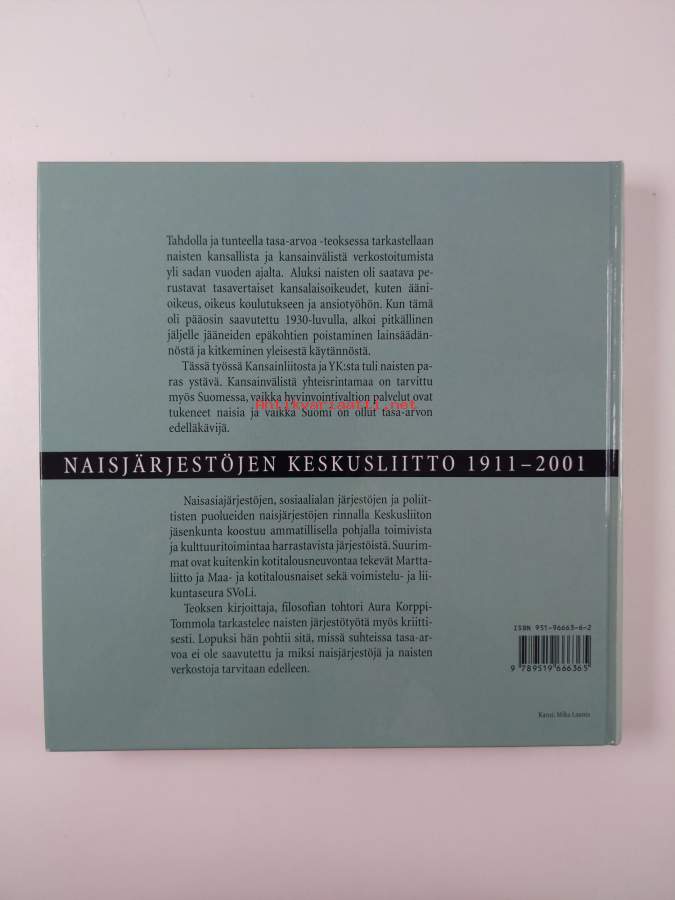 Tahdolla ja tunteella tasa-arvoa -teoksessa tarkastellaan
naisten kansallista ja kansainvälistä verkostoitumista
yli sadan vuoden ajalta. Aluksi naisten oli saatava pe-
rustavat tasavertaiset kansalaisoikeudet, kuten ääni-
oikeus, oikeus koulutukseen ja ansiotyöhön. Kun tämä
oli pääosin saavutettu 1930-luvulla, alkoi pitkällinen
jäljelle jääneiden epäkohtien poistaminen lainsäädän-
nöstä ja kitkeminen yleisestä käytännöstä.
Tässä työssä Kansainliitosta ja YK:sta tuli naisten pa-
ras ystävä. Kansainvälistä yhteisrintamaa on tarvittu
myös Suomessa, vaikka hyvinvointivaltion palvelut ovat
Antikvariaatti.net
tukeneet naisia ja vaikka Suomi on ollut tasa-arvon
edelläkävijä.
NAISJÄRJESTÖJEN KESKUSLIITTO 1911–2001
Naisasiajärjestöjen, sosiaalialan järjestöjen ja poliit-
tisten puolueiden naisjärjestöjen rinnalla Keskusliiton
jäsenkunta koostuu ammatillisella pohjalla toimivista
ja kulttuuritoimintaa harrastavista järjestöistä. Suurim-
mat ovat kuitenkin kotitalousneuvontaa tekevät Martta-
liitto ja Maa- ja kotitalousnaiset sekä voimistelu- ja lii-
kuntaseura SVoLi.
Teoksen kirjoittaja, filosofian tohtori Aura Korppi-
Tommola tarkastelee naisten järjestötyötä myös kriitti-
sesti. Lopuksi hän pohtii sitä, missä suhteissa tasa-ar-
voa ei ole saavutettu ja miksi naisjärjestöjä ja naisten
verkostoja tarvitaan edelleen.
ISBN 951-96663-6-2
9 789519 666365
Kansi: Mika Launis